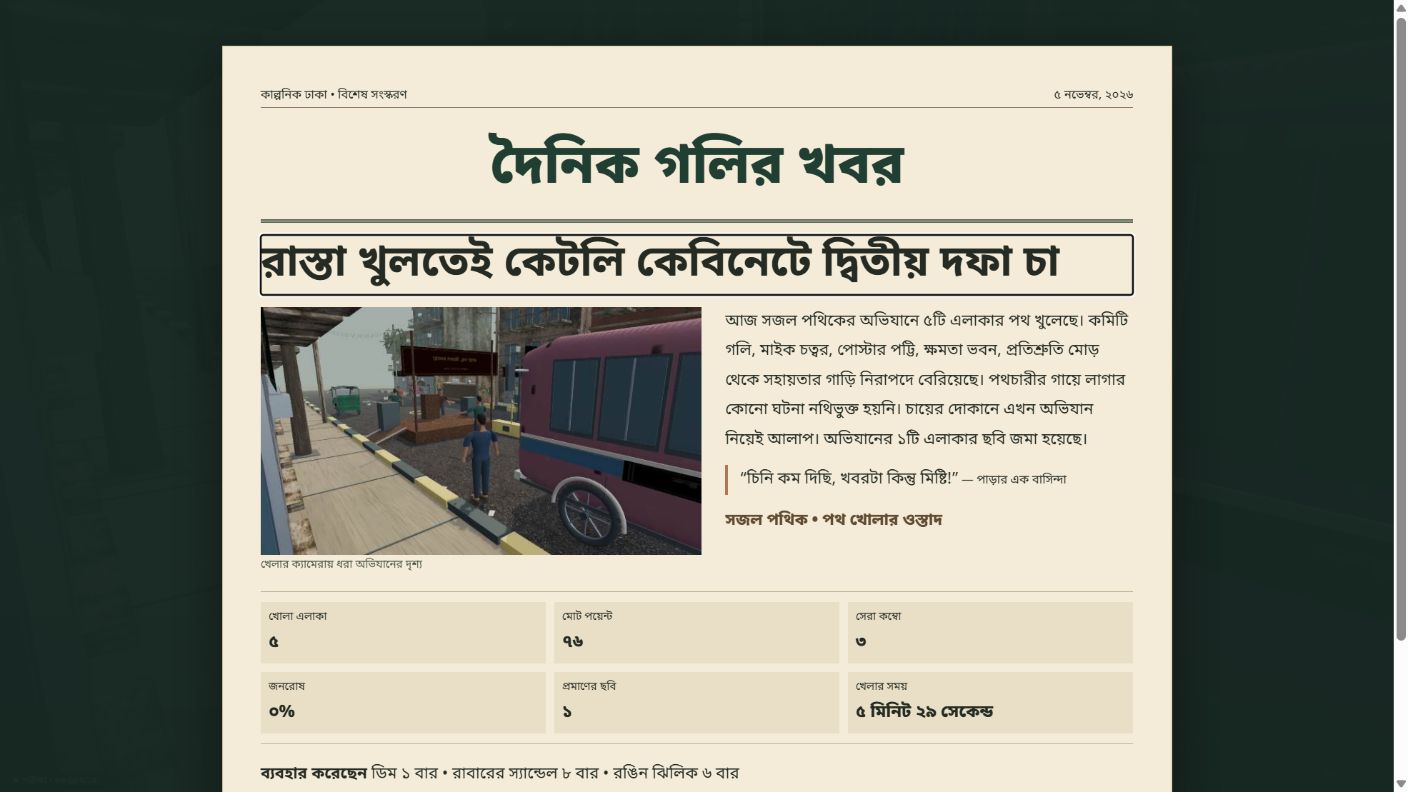 কাল্পনিক ঢাকা • বিশেষ সংস্করণ
৫ নভেম্বর, ২০২৬
দৈনিক গলির খবর
রাস্তা খুলতেই কেটলি কেবিনেটে দ্বিতীয় দফা চা
আজ সজল পথিকের অভিযানে ৫টি এলাকার পথ খুলেছে। কমিটি
গলি, মাইক চত্বর, পোস্টার পট্টি, ক্ষমতা ভবন, প্রতিশ্রুতি মোড়
থেকে সহায়তার গাড়ি নিরাপদে বেরিয়েছে। পথচারীর গায়ে লাগার
কোনো ঘটনা নথিভুক্ত হয়নি। চায়ের দোকানে এখন অভিযান
নিয়েই আলাপ। অভিযানের ১টি এলাকার ছবি জমা হয়েছে।
“চিনি কম দিছি, খবরটা কিন্তু মিষ্টি!” — পাড়ার এক বাসিন্দা
সজল পথিক • পথ খোলার ওস্তাদ
খেলার ক্যামেরায় ধরা অভিযানের দৃশ্য
খোলা এলাকা
৫
মোট পয়েন্ট
৭৬
সেরা কম্বো
৩
জনরোষ
০%
প্রমাণের ছবি
১
খেলার সময়
৫ মিনিট ২৯ সেকেন্ড
ব্যবহার করেছেন ডিম ১ বার • রাবারের স্যান্ডেল ৮ বার • রঙিন ঝিলিক ৬ বার